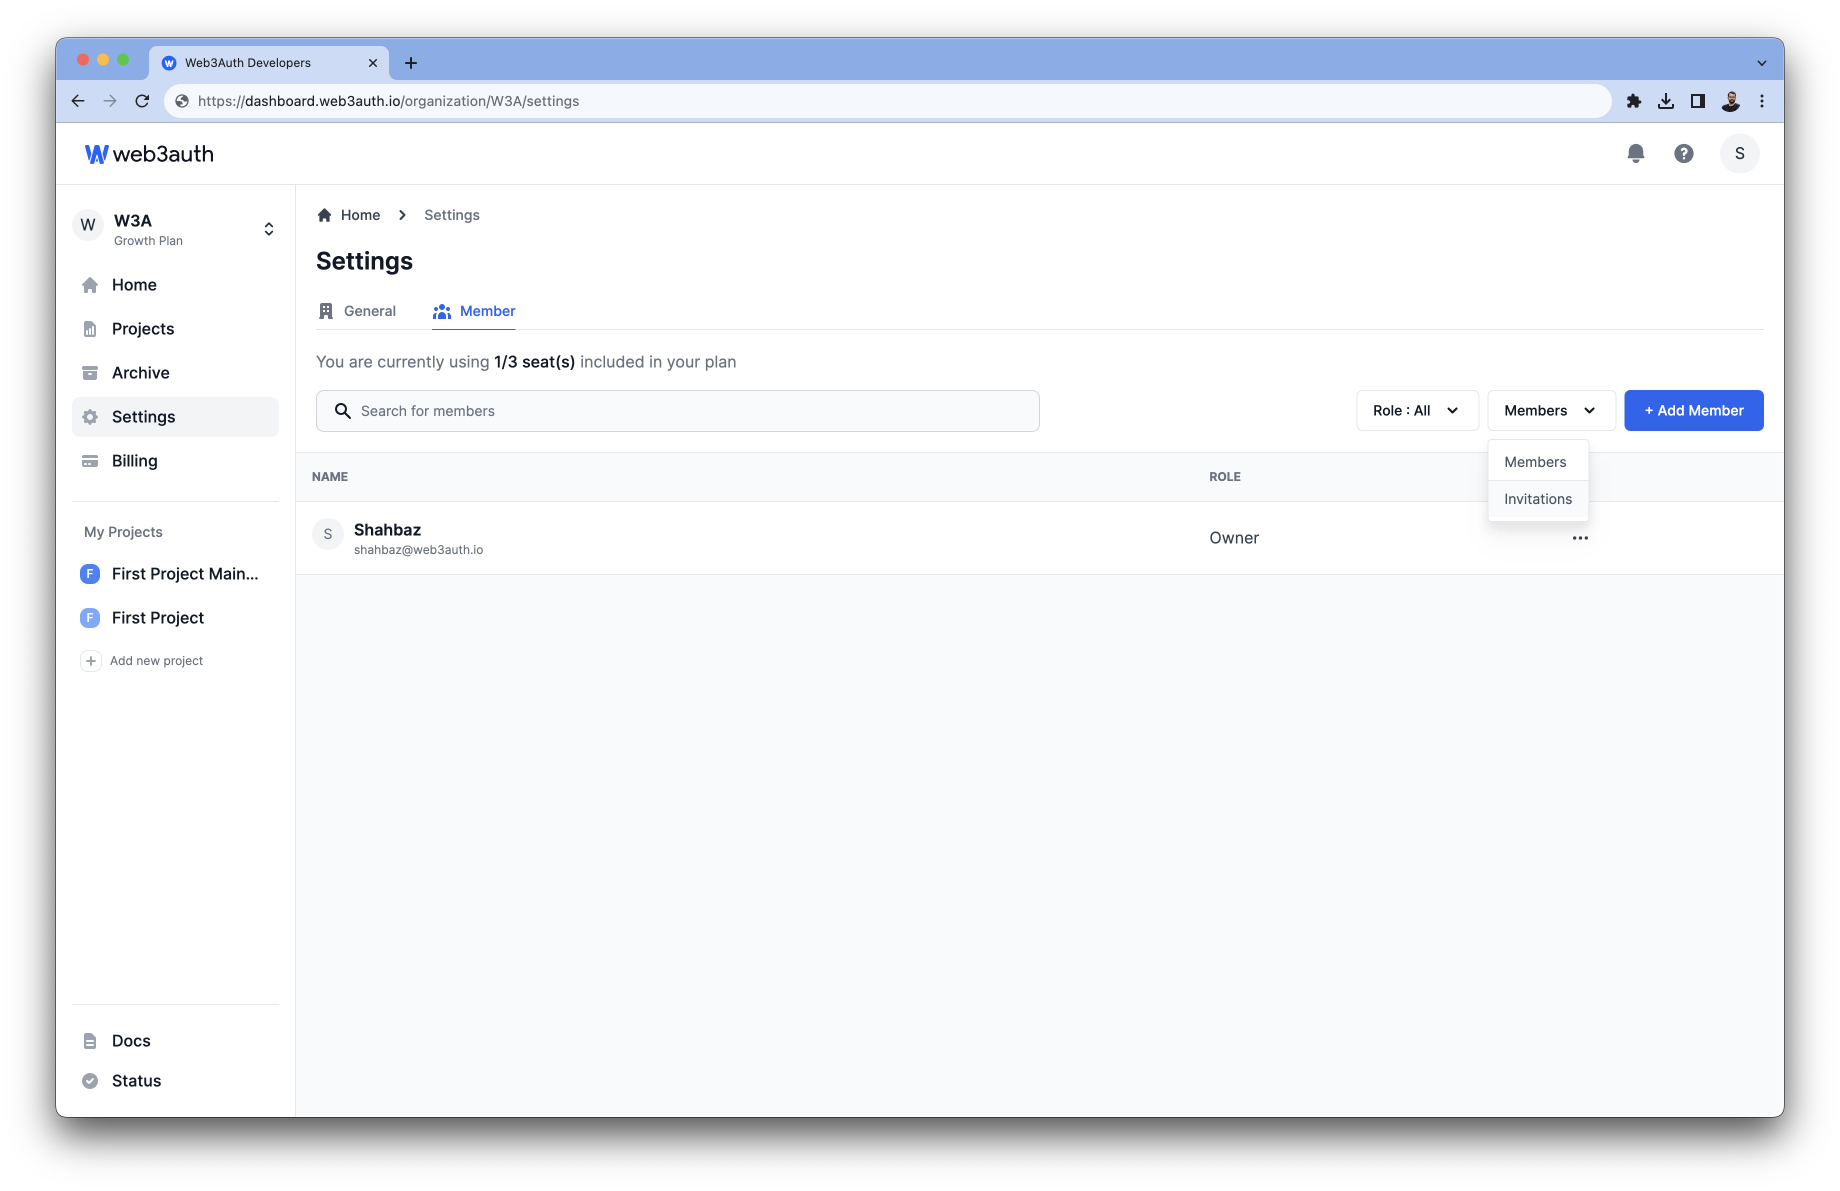 Web3Auth Developers
https://dashboard.web3auth.io/organization/W3A/settings
web3auth
S
W
W3A
Growth Plan
Home
Projects
Archive
Settings
Billing
My Projects
F
First Project Main...
F
First Project
Add new project
Docs
Status
Home
Settings
Settings
General
Member
You are currently using 1/3 seat(s) included in your plan
Search for members
Role : All
Members
+ Add Member
Members
Invitations
NAME
ROLE
S
Shahbaz
shahbaz@web3auth.io
Owner